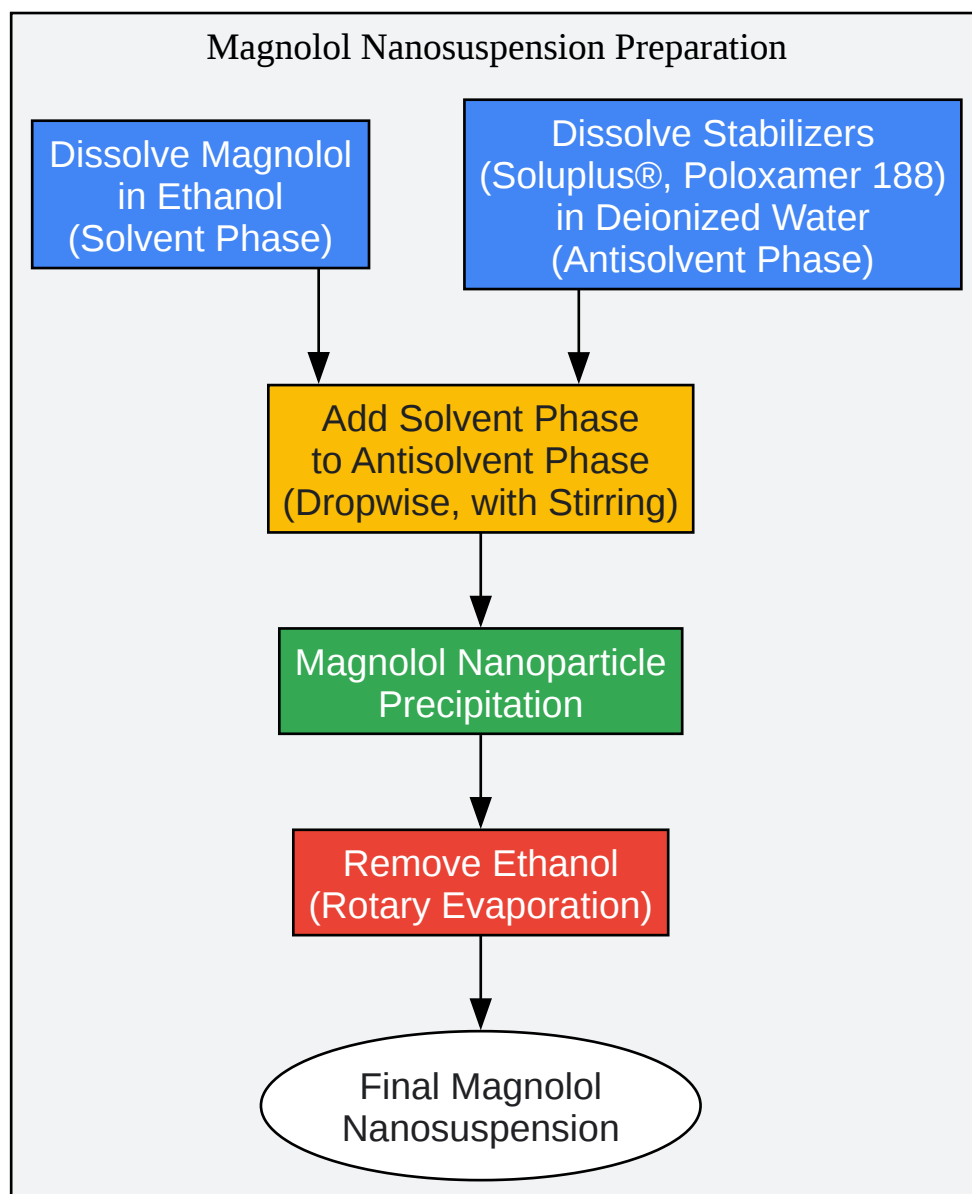 Magnolol Nanosuspension Preparation
Dissolve Magnolol
in Ethanol
(Solvent Phase)
Dissolve Stabilizers
(Soluplus®, Poloxamer 188)
in Deionized Water
(Antisolvent Phase)
Add Solvent Phase
to Antisolvent Phase
(Dropwise, with Stirring)
Magnolol Nanoparticle
Precipitation
Remove Ethanol
(Rotary Evaporation)
Final Magnolol
Nanosuspension